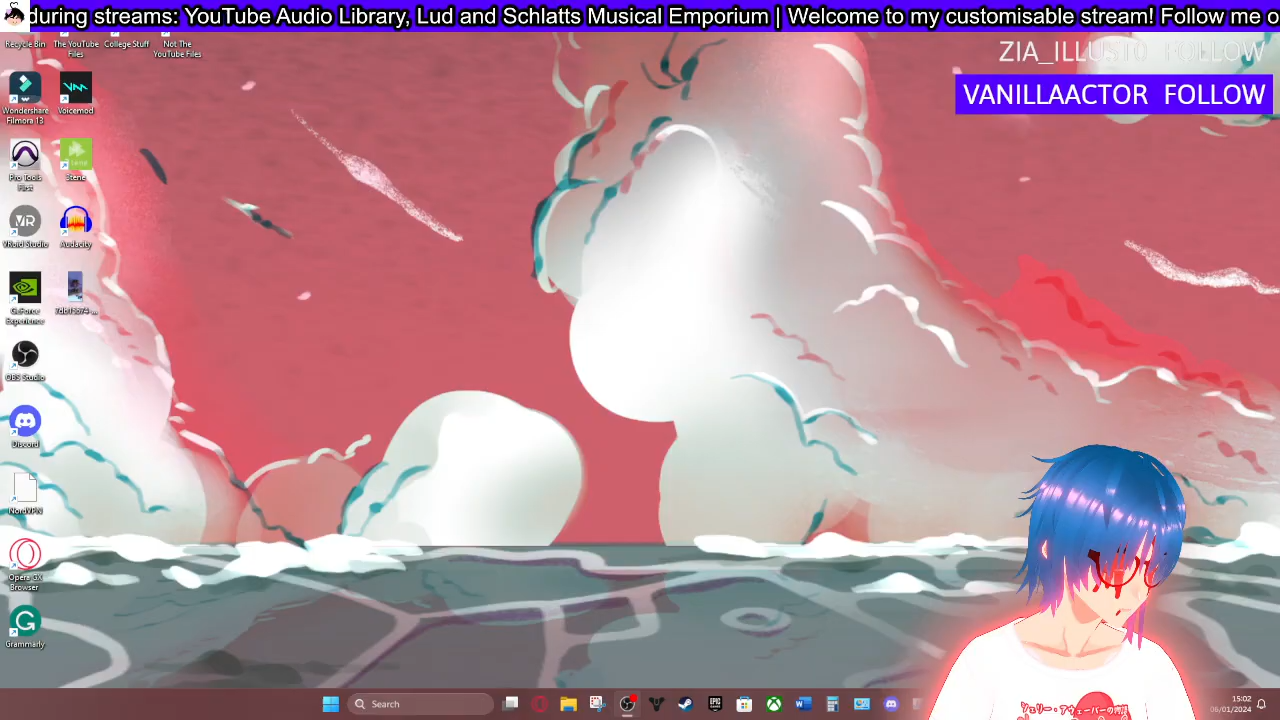 during streams: YouTube Audio Library, Lud and Schlatts Musical Emporium | Welcome to my customisable stream! Follow me o
Recycle Bin
The YouTube Files
College Stuff
Not The YouTube Files
ZIA_ILLUST0 FOLLOW
VANILLAACTOR FOLLOW
Wondershare Filmora 13
Voicemod
Pro Tools First
Stene
VRoid Studio
Audacity
GeForce Experience
OBS Studio
Discord
NordVPN
Opera GX Browser
Grammarly
Search
15:02
06/01/2024